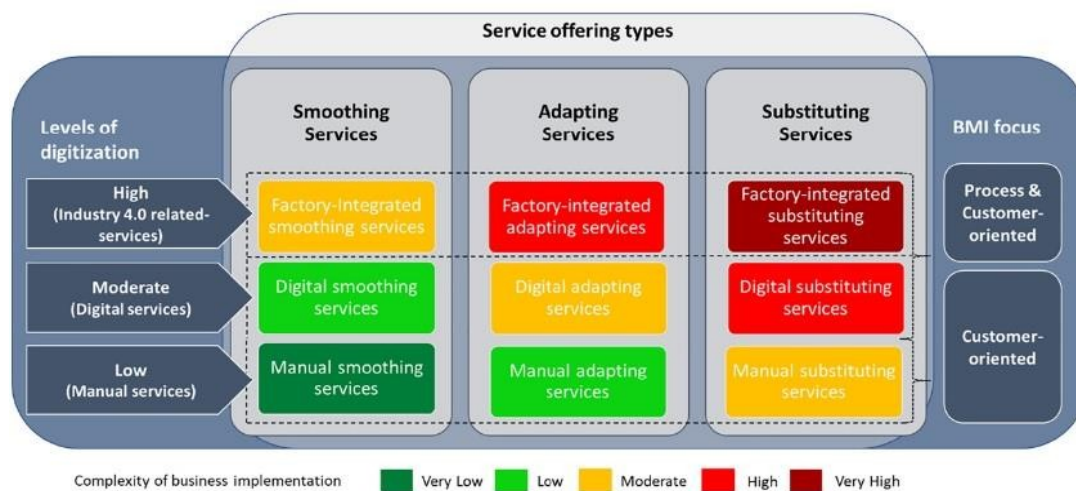 Service offering types
Levels of
digitization
Smoothing
Services
Adapting
Services
Substituting
Services
BMI focus
High
(Industry 4.0 related-
services)
Factory-Integrated
smoothing services
Factory-integrated
adapting services
Factory-integrated
substituting
services
Process &
Customer-
oriented
Moderate
(Digital services)
Digital smoothing
services
Digital adapting
services
Digital substituting
services
Customer-
oriented
Low
(Manual services)
Manual smoothing
services
Manual adapting
services
Manual substituting
services
Complexity of business implementation
Very Low
Low
Moderate
High
Very High